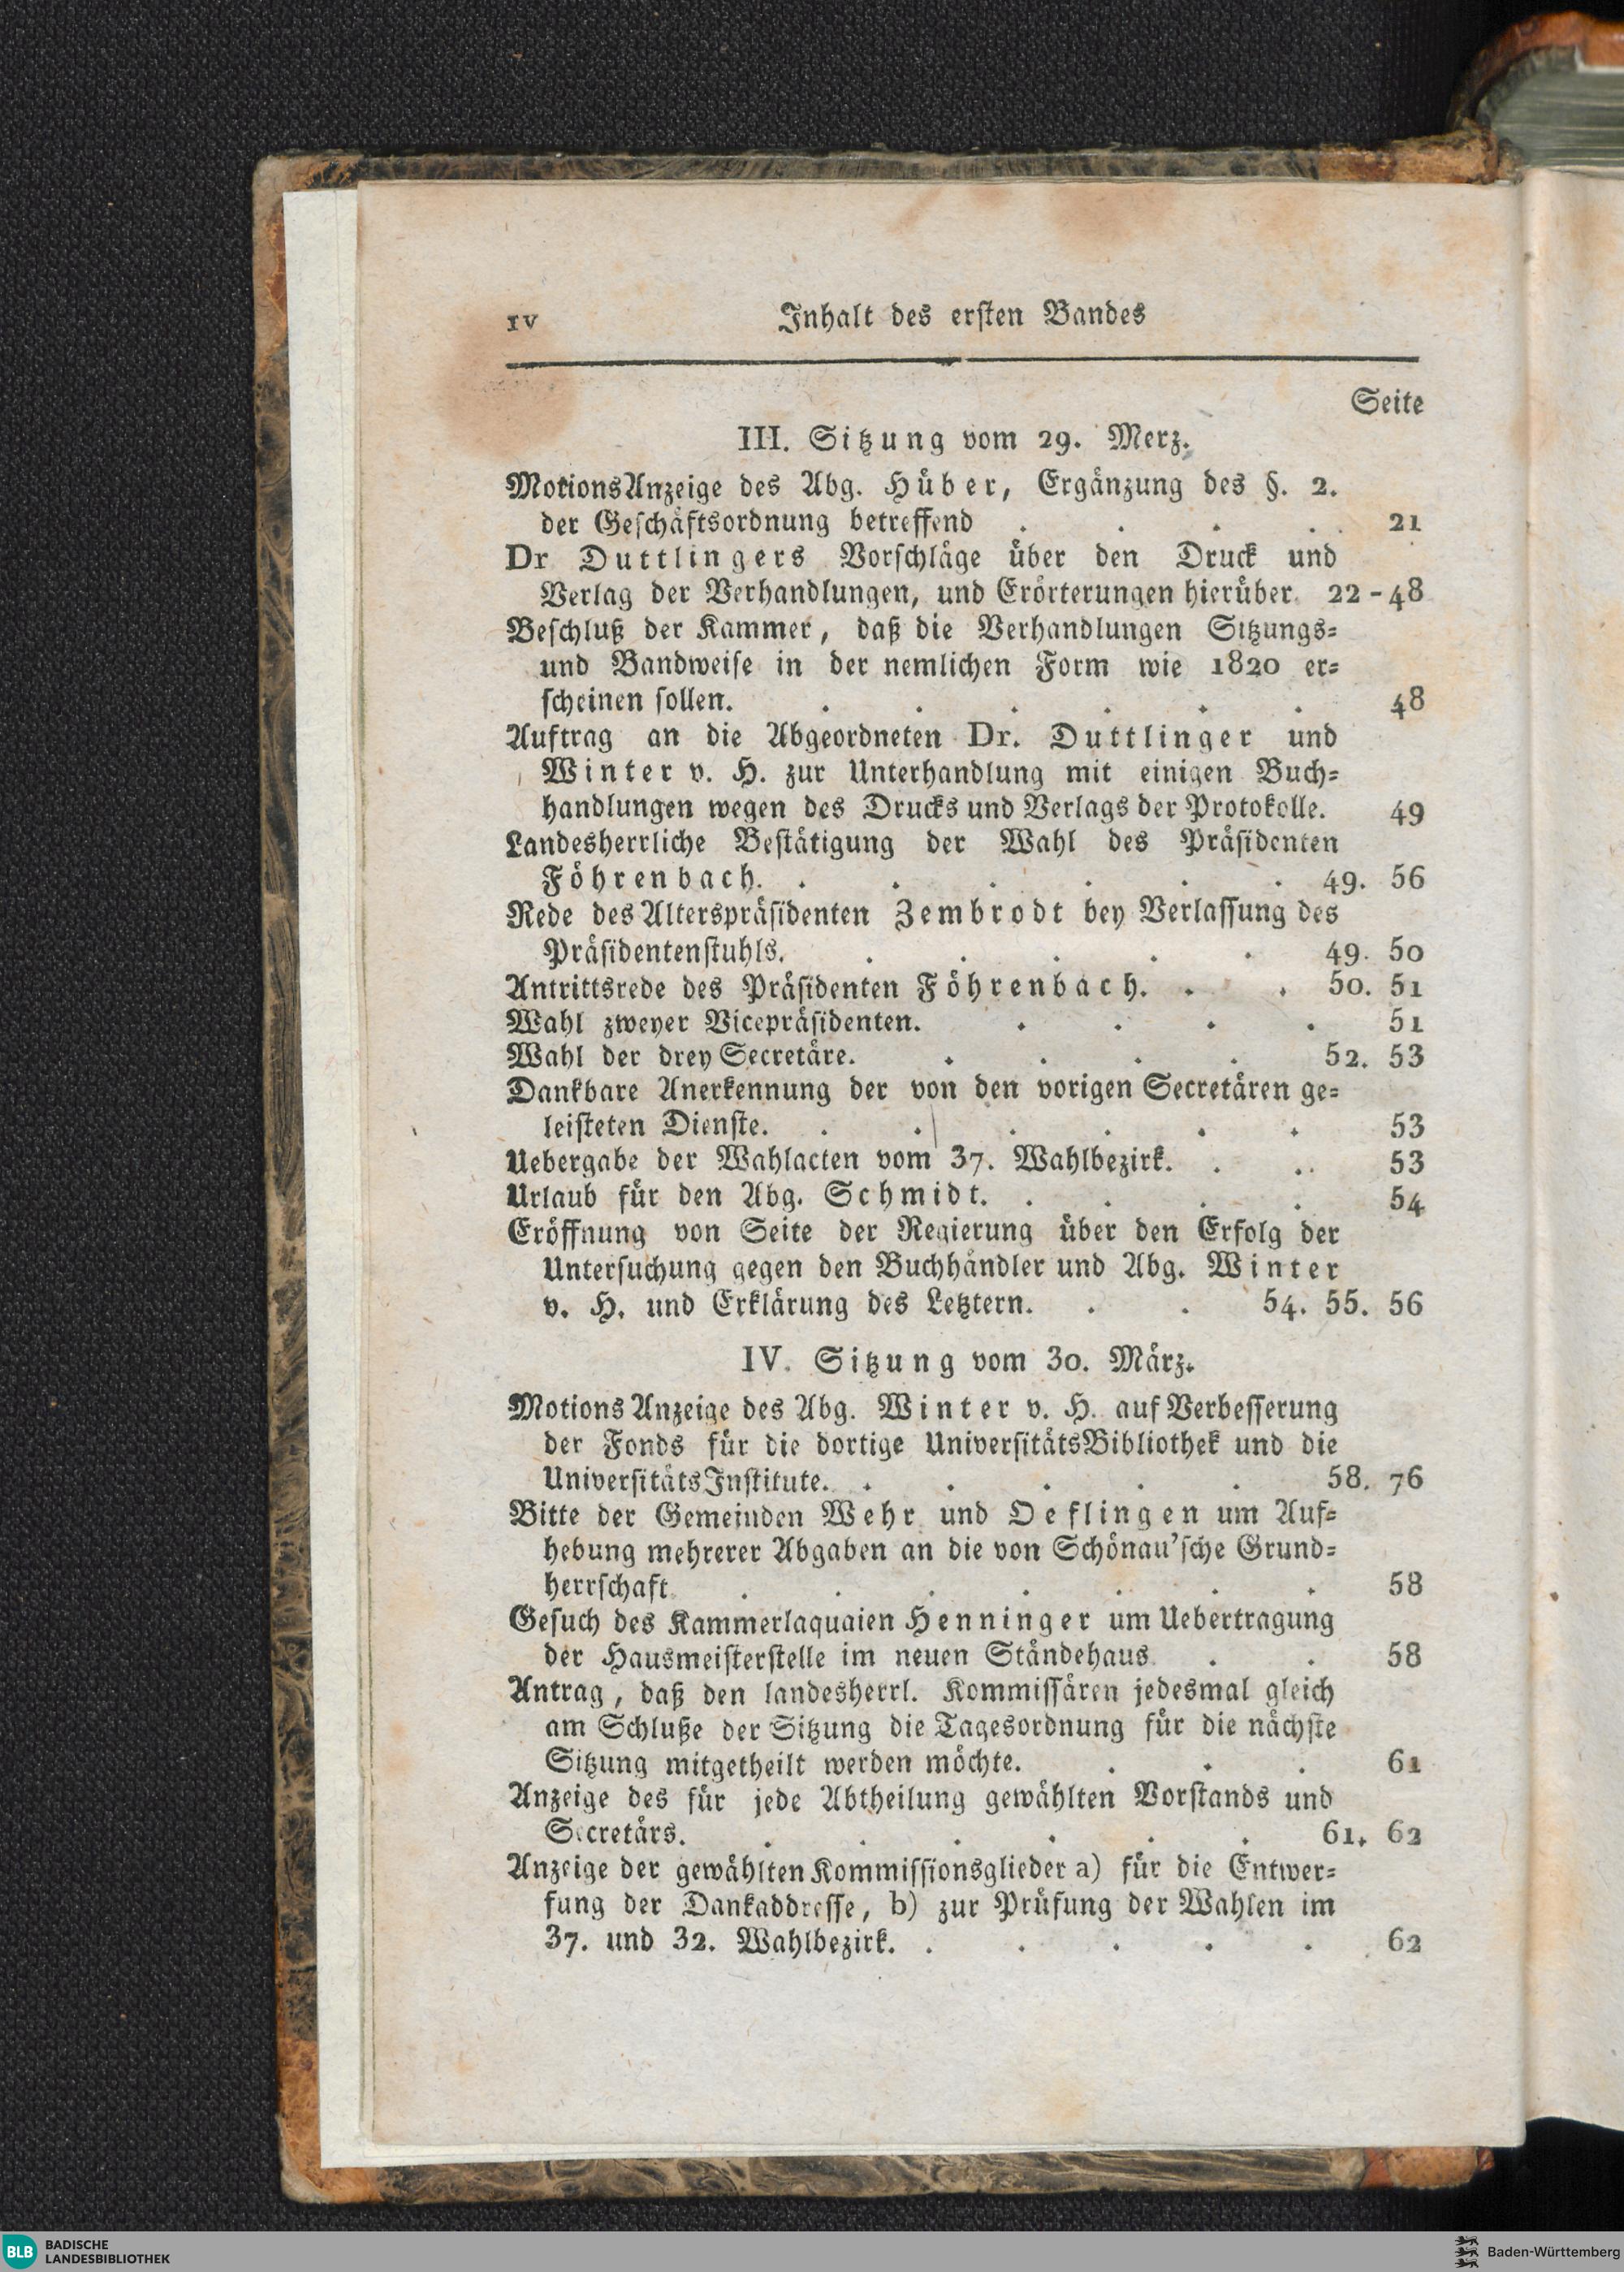 IV Inhalt des ersten Bandes
Seite
III. Sitzung vom 29. Merz.
MotionsAnzeige des Abg. Hüber, Ergänzung des §. 2.
der Geschäftsordnung betreffend . . . . 21
Dr Duttlingers Vorschläge über den Druck und
Verlag der Verhandlungen, und Erörterungen hierüber. 22-48
Beschluß der Kammer, daß die Verhandlungen Sitzungs-
und Bandweise in der nemlichen Form wie 1820 er-
scheinen sollen. . . . . . . 48
Auftrag an die Abgeordneten Dr. Duttlinger und
Winter v. H. zur Unterhandlung mit einigen Buch-
handlungen wegen des Drucks und Verlags der Protokolle. 49
Landesherrliche Bestätigung der Wahl des Präsidenten
Föhrenbach. . . . . . . 49. 56
Rede des Alterspräsidenten Zembrodt bey Verlassung des
Präsidentenstuhls. . . . . . 49. 50
Antrittsrede des Präsidenten Föhrenbach. . . 50. 51
Wahl zweyer Vicepräsidenten. . . . . 51
Wahl der drey Secretäre. . . . . 52. 53
Dankbare Anerkennung der von den vorigen Secretären ge-
leisteten Dienste. . . . . . . 53
Uebergabe der Wahlacten vom 37. Wahlbezirk. . . 53
Urlaub für den Abg. Schmidt. . . . . 54
Eröffnung von Seite der Regierung über den Erfolg der
Untersuchung gegen den Buchhändler und Abg. Winter
v. H. und Erklärung des Letztern. . . 54. 55. 56
IV. Sitzung vom 30. März.
Motions Anzeige des Abg. Winter v. H. auf Verbesserung
der Fonds für die dortige UniversitätsBibliothek und die
UniversitätsInstitute. . . . . . 58. 76
Bitte der Gemeinden Wehr und Oeflingen um Auf-
hebung mehrerer Abgaben an die von Schönau'sche Grund-
herrschaft . . . . . . . 58
Gesuch des Kammerlaquaien Henninger um Uebertragung
der Hausmeisterstelle im neuen Ständehaus . . 58
Antrag, daß den landesherrl. Kommissären jedesmal gleich
am Schluße der Sitzung die Tagesordnung für die nächste
Sitzung mitgetheilt werden möchte. . . . 61
Anzeige des für jede Abtheilung gewählten Vorstands und
Secretärs. . . . . . . 61. 62
Anzeige der gewählten Kommissionsglieder a) für die Entwer-
fung der Dankaddresse, b) zur Prüfung der Wahlen im
37. und 32. Wahlbezirk. . . . . . 62
BLB BADISCHE
LANDESBIBLIOTHEK
Baden-Württemberg